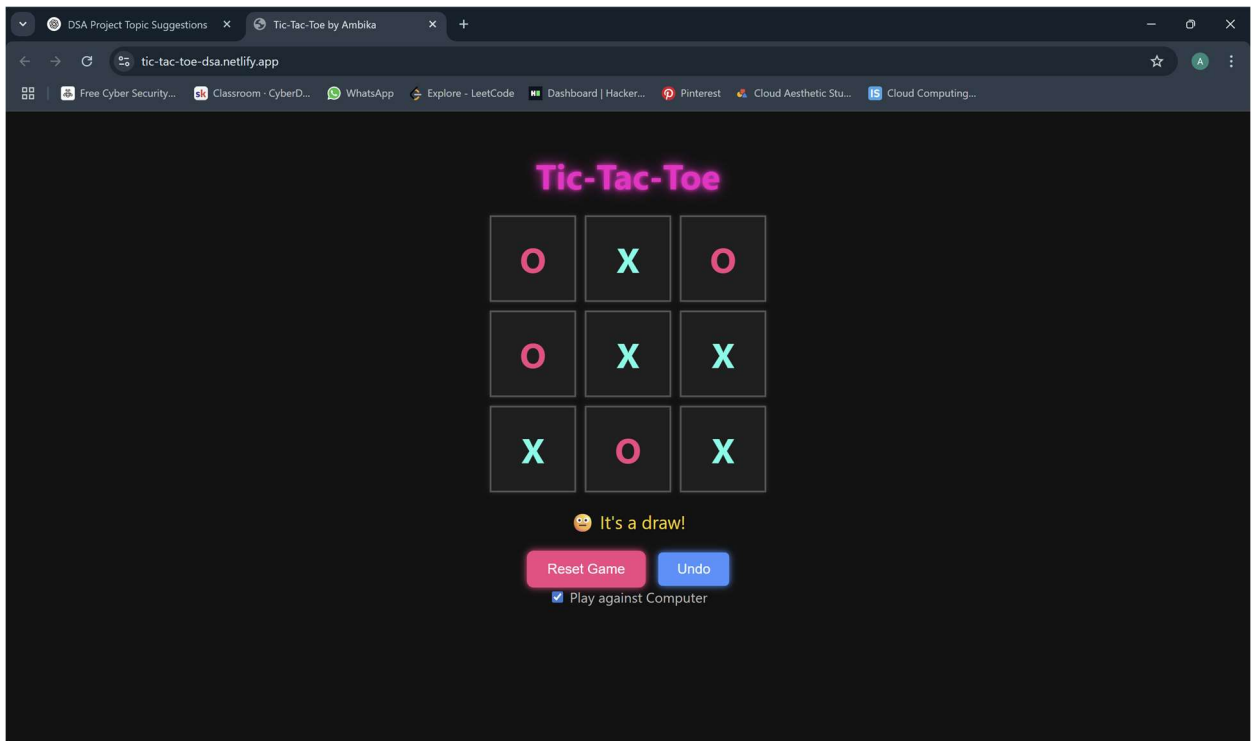 DSA Project Topic Suggestions Tic-Tac-Toe by Ambika
tic-tac-toe-dsa.netlify.app A
Free Cyber Security... sk Classroom · CyberD... WhatsApp Explore - LeetCode Dashboard | Hacker... Pinterest Cloud Aesthetic Stu... IS Cloud Computing...
Tic-Tac-Toe
O X O
O X X
X O X
It's a draw!
Reset Game Undo
Play against Computer